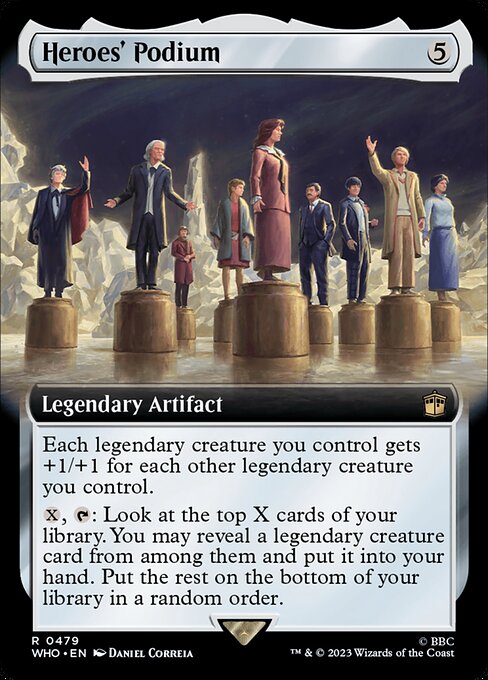 Heroes' Podium 5
Legendary Artifact
Each legendary creature you control gets
+1/+1 for each other legendary creature
you control.
X, : Look at the top X cards of your
library. You may reveal a legendary creature
card from among them and put it into your
hand. Put the rest on the bottom of your
library in a random order.
R 0479
WHO • EN Daniel Correia
© BBC
™ & © 2023 Wizards of the Coast